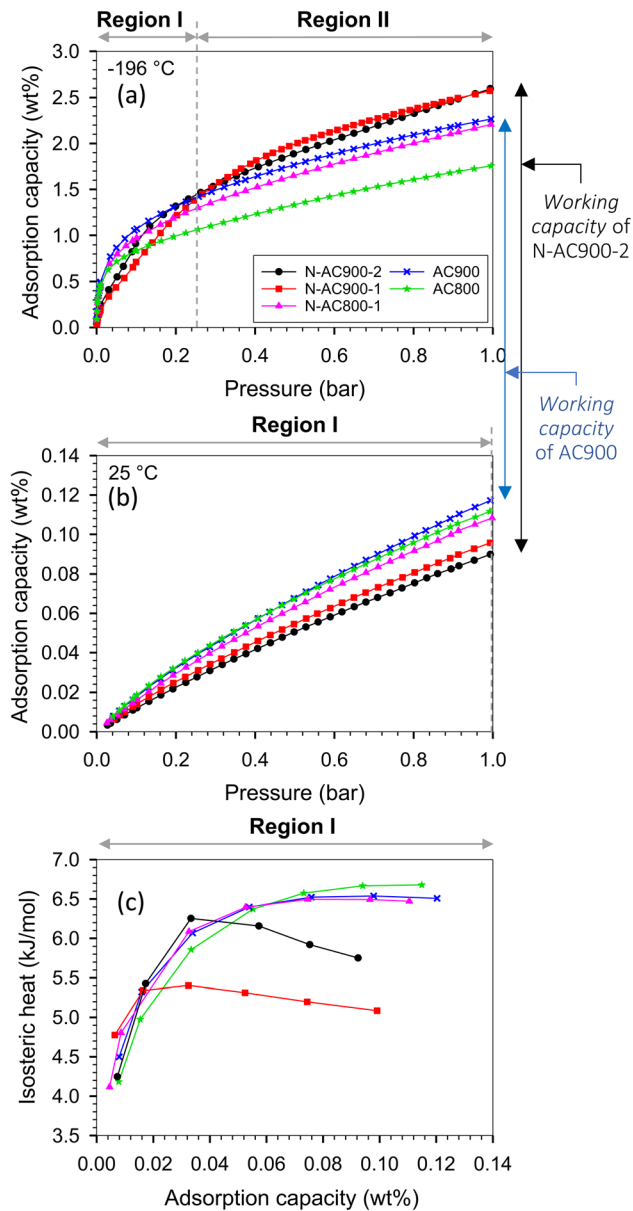 Region I Region II
-196 °C
(a)
Adsorption capacity (wt%)
3.0
2.5
2.0
1.5
1.0
0.5
0.0
N-AC900-2 AC900
N-AC900-1 AC800
N-AC800-1
0.0 0.2 0.4 0.6 0.8 1.0
Pressure (bar)
Working
capacity of
N-AC900-2
Working
capacity
of AC900
Region I
25 °C
(b)
Adsorption capacity (wt%)
0.14
0.12
0.10
0.08
0.06
0.04
0.02
0.00
0.0 0.2 0.4 0.6 0.8 1.0
Pressure (bar)
Region I
(c)
Isosteric heat (kJ/mol)
7.0
6.5
6.0
5.5
5.0
4.5
4.0
3.5
0.00 0.02 0.04 0.06 0.08 0.10 0.12 0.14
Adsorption capacity (wt%)